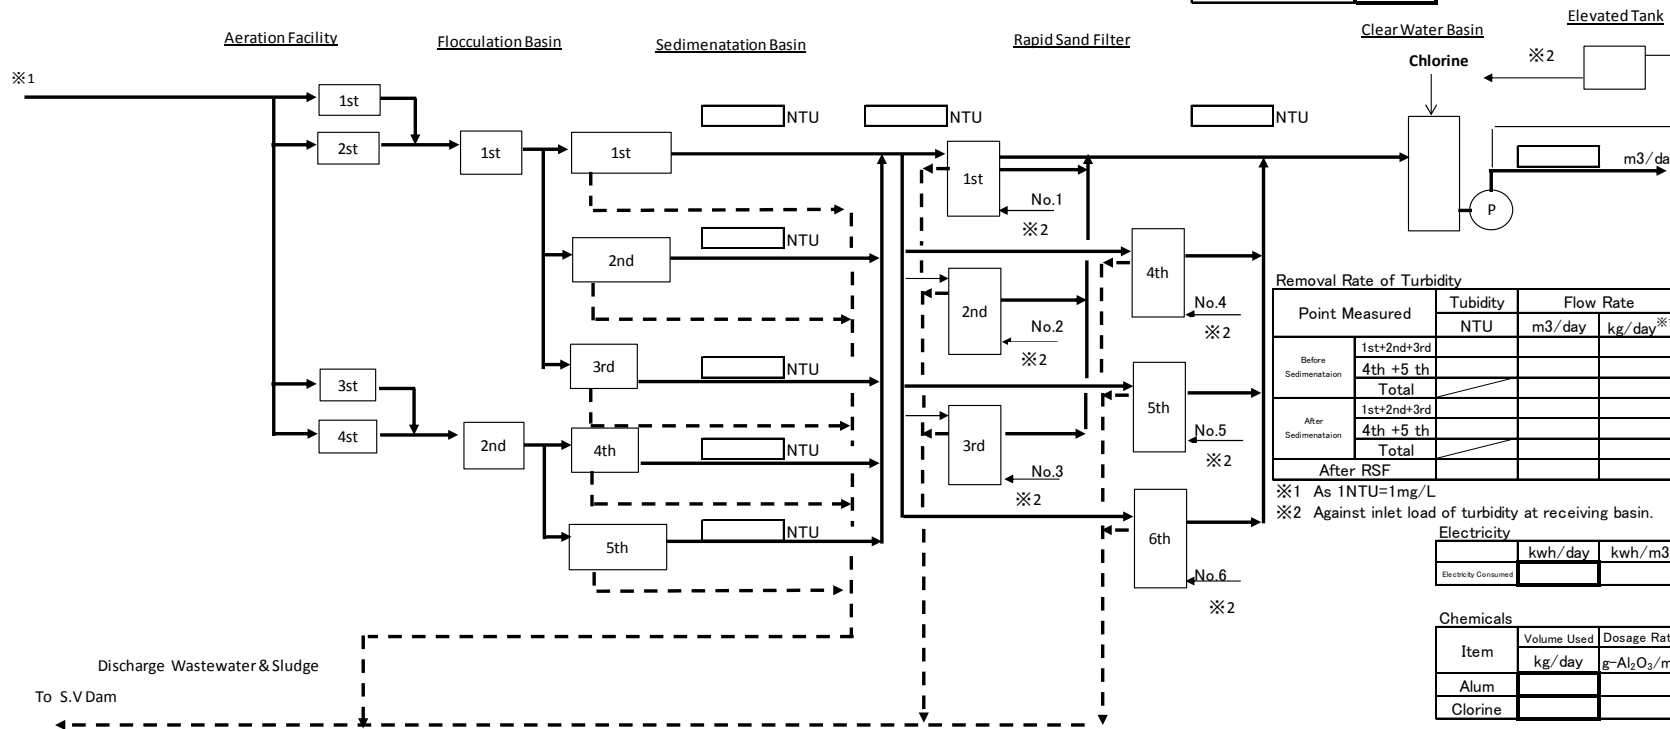 Elevated Tank
Aeration Facility
Flocculation Basin
Sedimenatation Basin
Rapid Sand Filter
Clear Water Basin
※1
Chlorine
※2
1st
2st
1st
1st
NTU
NTU
NTU
1st
No.1
※2
m3/da
P
2nd
NTU
2nd
No.2
※2
4th
No.4
※2
3rd
NTU
3st
4st
2nd
4th
NTU
3rd
No.3
※2
5th
No.5
※2
5th
NTU
6th
No.6
※2
Removal Rate of Turbidity
Point Measured
Tubidity
Flow Rate
NTU
m3/day
kg/day※
Before
Sedimenataion
1st+2nd+3rd
4th +5 th
Total
After
Sedimenataion
1st+2nd+3rd
4th +5 th
Total
After RSF
※1 As 1NTU=1mg/L
※2 Against inlet load of turbidity at receiving basin.
Electricity
kwh/day
kwh/m3
Electricity Consumed
Chemicals
Item
Volume Used
Dosage Rat
kg/day
g-Al₂O₃/m
Alum
Clorine
Discharge Wastewater & Sludge
To S.V Dam